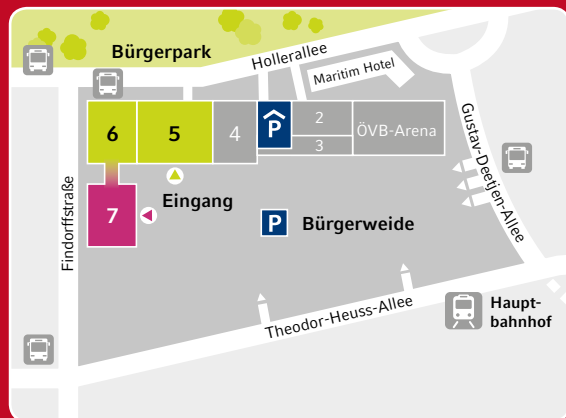 Bürgerpark
Hollerallee
Maritim Hotel
6
5
4
P
2
3
ÖVB-Arena
Gustav-Deetjen-Allee
Findorffstraße
7
Eingang
P
Bürgerweide
Theodor-Heuss-Allee
Haupt-
bahnhof